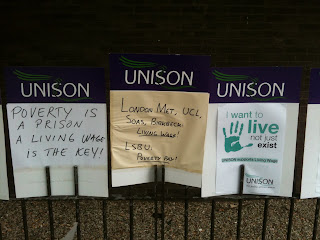 UNISON
POVERTY IS
A PRISON
A LIVING WAGE
IS THE KEY!
UNISON
LONDON MET, UCL,
SOAS, BIRKBECK
LIVING WAGE!
LSBU
POVERTY PAY!
UNISON
I want to
live
not just
exist
UNISON